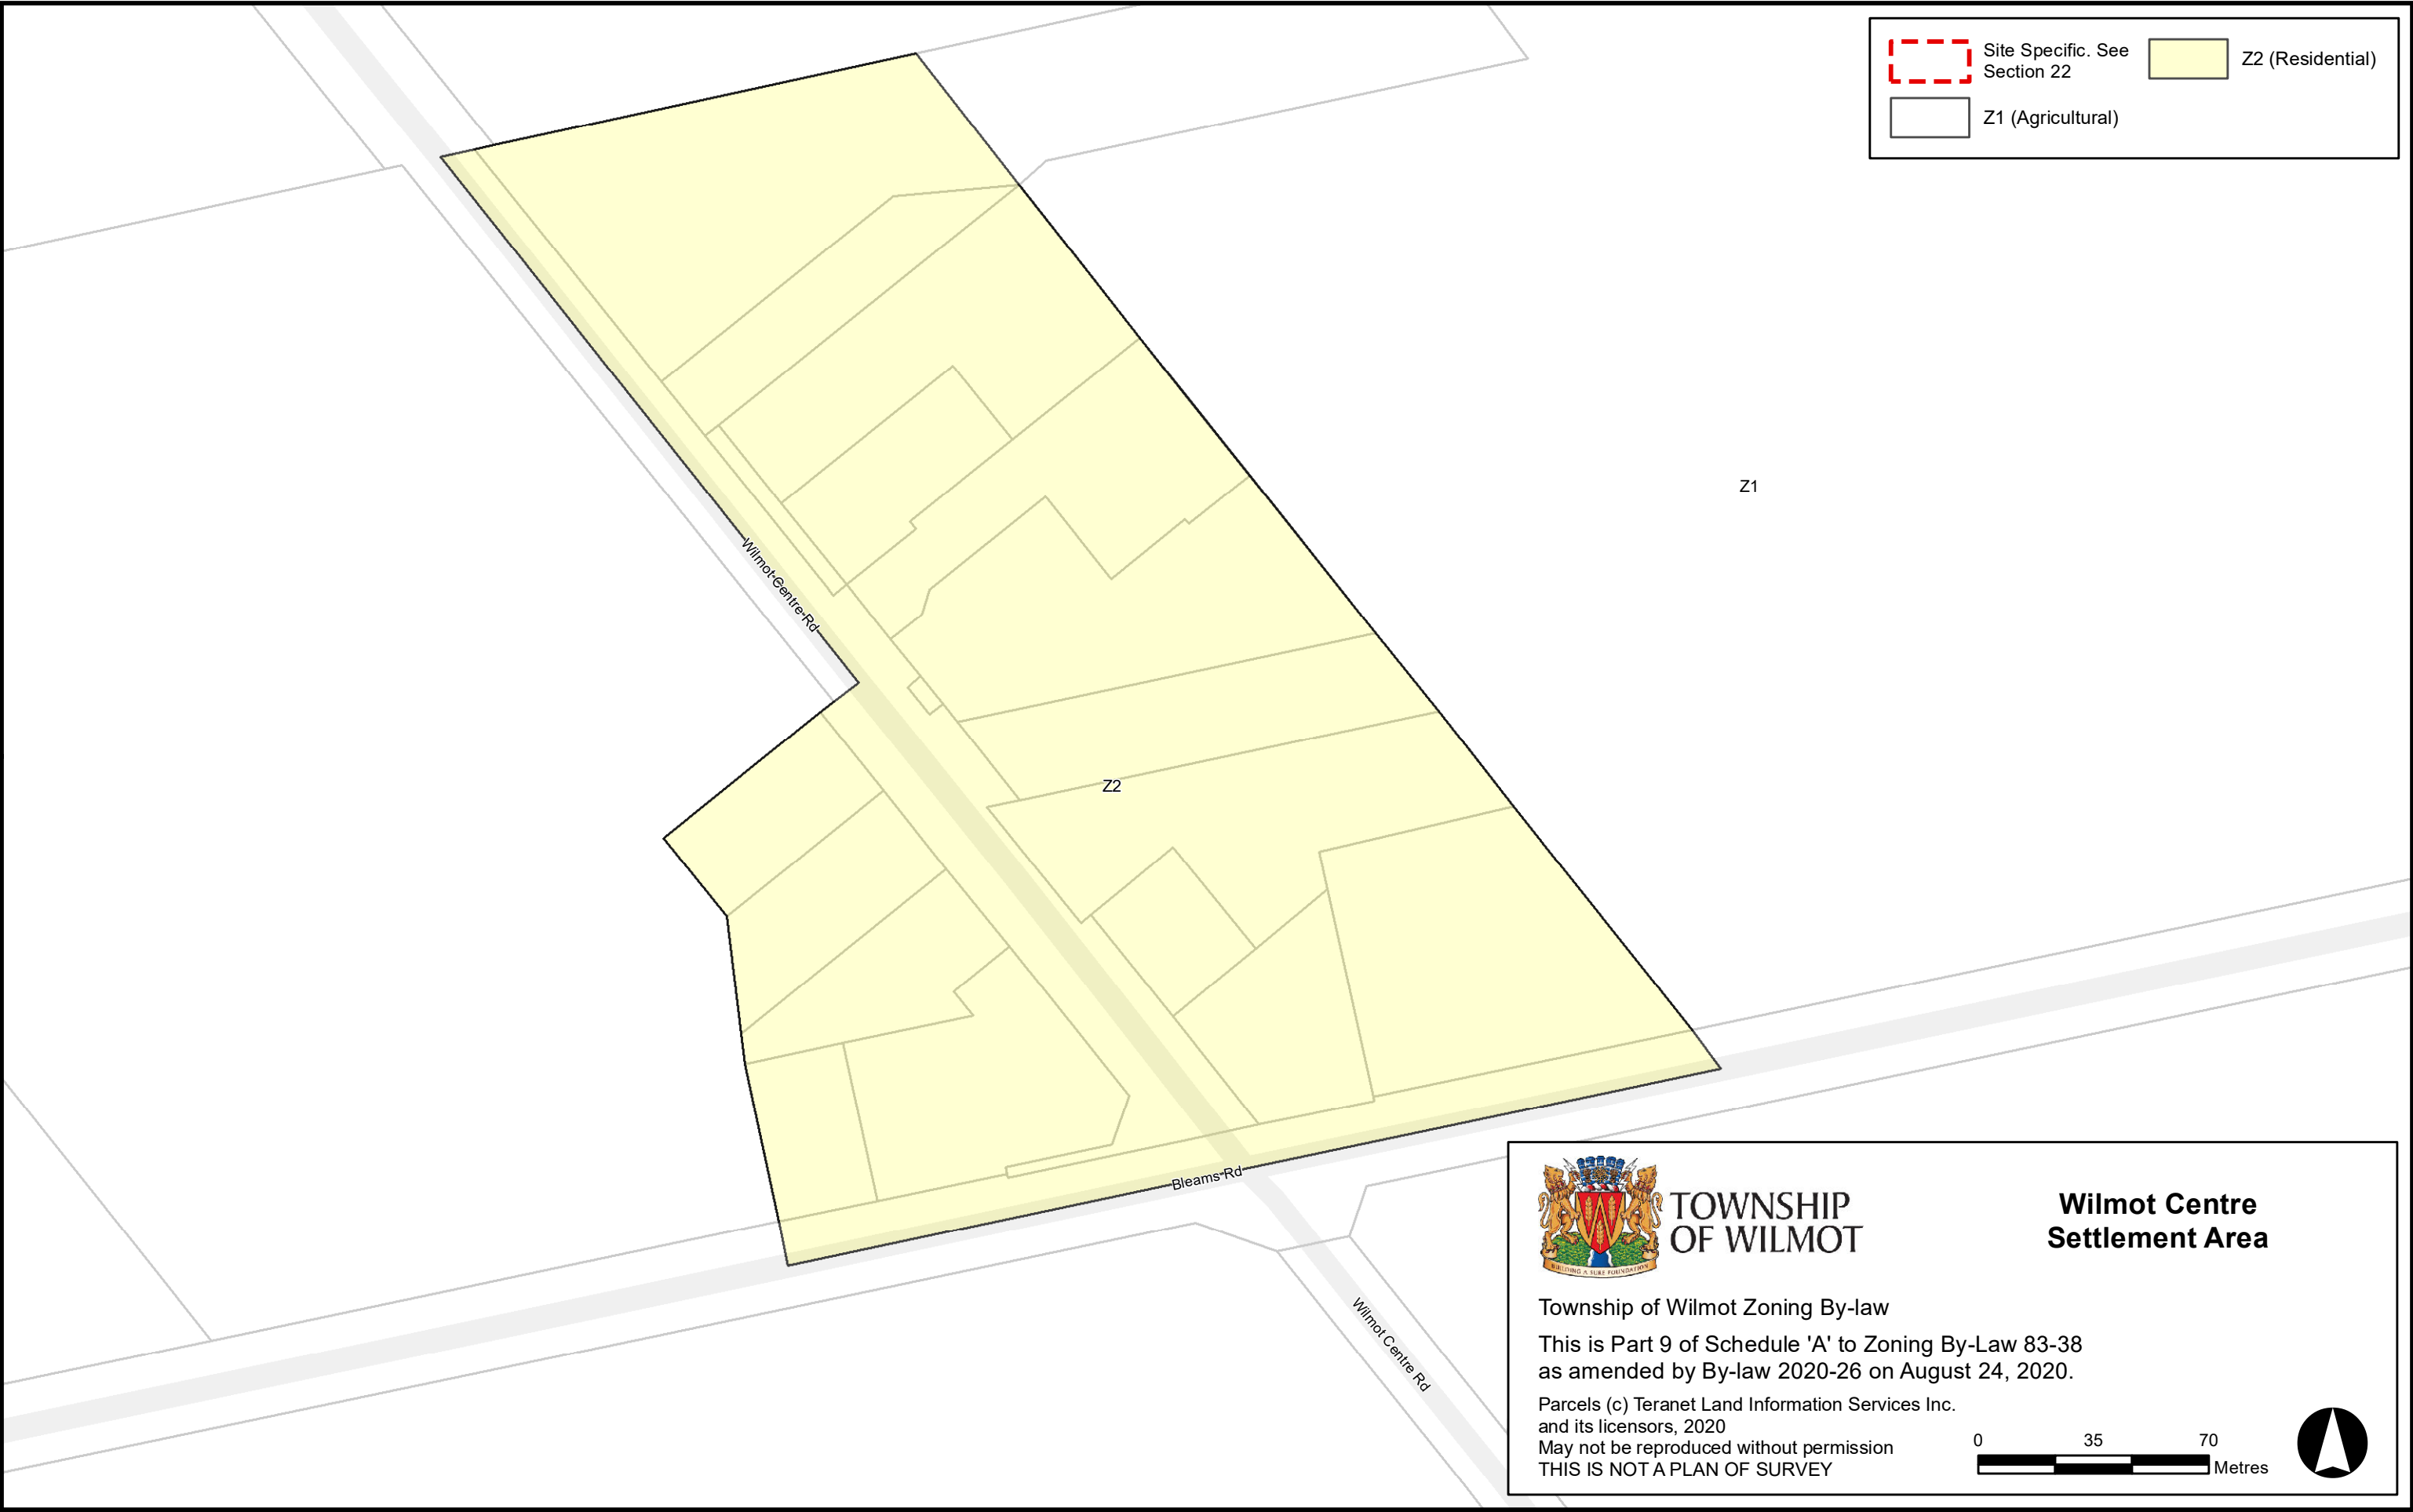 Site Specific. See
Section 22
Z2 (Residential)
Z1 (Agricultural)
Z1
Wilmot Centre Rd
Z2
Bleams Rd
Wilmot Centre Rd
BUILDING A SURE FOUNDATION
TOWNSHIP
OF WILMOT
Wilmot Centre
Settlement Area
Township of Wilmot Zoning By-law
This is Part 9 of Schedule 'A' to Zoning By-Law 83-38
as amended by By-law 2020-26 on August 24, 2020.
Parcels (c) Teranet Land Information Services Inc.
and its licensors, 2020
May not be reproduced without permission
THIS IS NOT A PLAN OF SURVEY
0 35 70
Metres